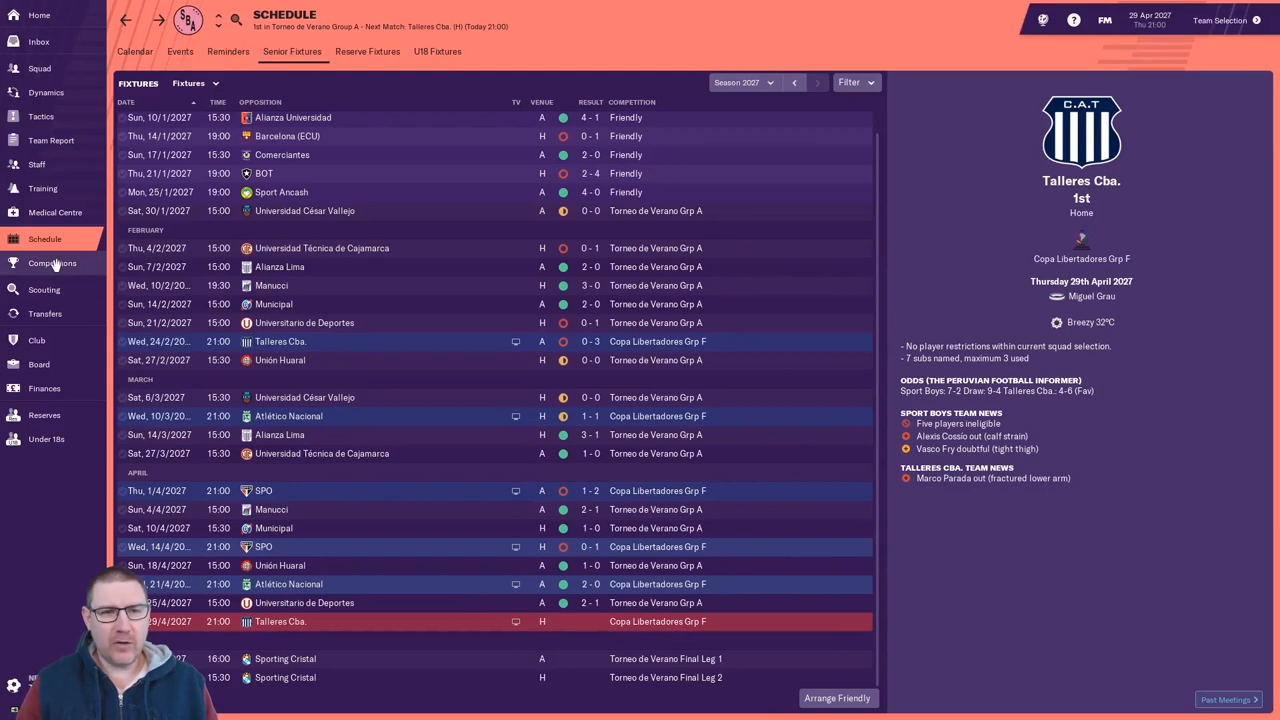 Home
Inbox
Squad
Dynamics
Tactics
Team Report
Staff
Training
Medical Centre
Schedule
Competitions
Scouting
Transfers
Club
Board
Finances
Reserves
Under 18s
SBA
SCHEDULE
1st in Torneo de Verano Group A - Next Match: Talleres Cba. (H) (Today 21:00)
? FM 29 Apr 2027
Thu 21:00
Team Selection
Calendar Events Reminders Senior Fixtures Reserve Fixtures U18 Fixtures
FIXTURES Fixtures Season 2027 Filter
DATE TIME OPPOSITION TV VENUE RESULT COMPETITION
Sun, 10/1/2027 15:30 Alianza Universidad A 4 - 1 Friendly
Thu, 14/1/2027 19:00 Barcelona (ECU) H 0 - 1 Friendly
Sun, 17/1/2027 15:30 Comerciantes A 2 - 0 Friendly
Thu, 21/1/2027 19:00 BOT H 2 - 4 Friendly
Mon, 25/1/2027 19:00 Sport Ancash A 4 - 0 Friendly
Sat, 30/1/2027 15:00 Universidad César Vallejo A 0 - 0 Torneo de Verano Grp A
FEBRUARY
Thu, 4/2/2027 15:00 Universidad Técnica de Cajamarca H 0 - 1 Torneo de Verano Grp A
Sun, 7/2/2027 15:00 Alianza Lima A 2 - 0 Torneo de Verano Grp A
Wed, 10/2/20... 19:30 Manucci H 3 - 0 Torneo de Verano Grp A
Sun, 14/2/2027 15:00 Municipal A 2 - 0 Torneo de Verano Grp A
Sun, 21/2/2027 15:00 Universitario de Deportes H 0 - 1 Torneo de Verano Grp A
Wed, 24/2/20... 21:00 Talleres Cba. A 0 - 3 Copa Libertadores Grp F
Sat, 27/2/2027 15:30 Unión Huaral H 0 - 0 Torneo de Verano Grp A
MARCH
Sat, 6/3/2027 15:30 Universidad César Vallejo H 0 - 0 Torneo de Verano Grp A
Wed, 10/3/20... 21:00 Atlético Nacional H 1 - 1 Copa Libertadores Grp F
Sun, 14/3/2027 15:00 Alianza Lima H 3 - 1 Torneo de Verano Grp A
Sat, 27/3/2027 15:00 Universidad Técnica de Cajamarca A 1 - 0 Torneo de Verano Grp A
APRIL
Thu, 1/4/2027 21:00 SPO A 1 - 2 Copa Libertadores Grp F
Sun, 4/4/2027 15:00 Manucci A 2 - 1 Torneo de Verano Grp A
Sat, 10/4/2027 15:30 Municipal H 1 - 0 Torneo de Verano Grp A
Wed, 14/4/20... 21:00 SPO H 0 - 1 Copa Libertadores Grp F
Sun, 18/4/2027 15:00 Unión Huaral A 1 - 0 Torneo de Verano Grp A
21/4/20... 21:00 Atlético Nacional A 2 - 0 Copa Libertadores Grp F
25/4/2027 15:00 Universitario de Deportes A 2 - 1 Torneo de Verano Grp A
29/4/2027 21:00 Talleres Cba. H Copa Libertadores Grp F
2027 16:00 Sporting Cristal A Torneo de Verano Final Leg 1
2027 15:30 Sporting Cristal H Torneo de Verano Final Leg 2
Arrange Friendly
C.A.T
Talleres Cba.
1st
Home
Copa Libertadores Grp F
Thursday 29th April 2027
Miguel Grau
Breezy 32°C
- No player restrictions within current squad selection.
- 7 subs named, maximum 3 used
ODDS (THE PERUVIAN FOOTBALL INFORMER)
Sport Boys: 7-2 Draw: 9-4 Talleres Cba.: 4-6 (Fav)
SPORT BOYS TEAM NEWS
Five players ineligible
Alexis Cossío out (calf strain)
Vasco Fry doubtful (tight thigh)
TALLERES CBA. TEAM NEWS
Marco Parada out (fractured lower arm)
Past Meetings